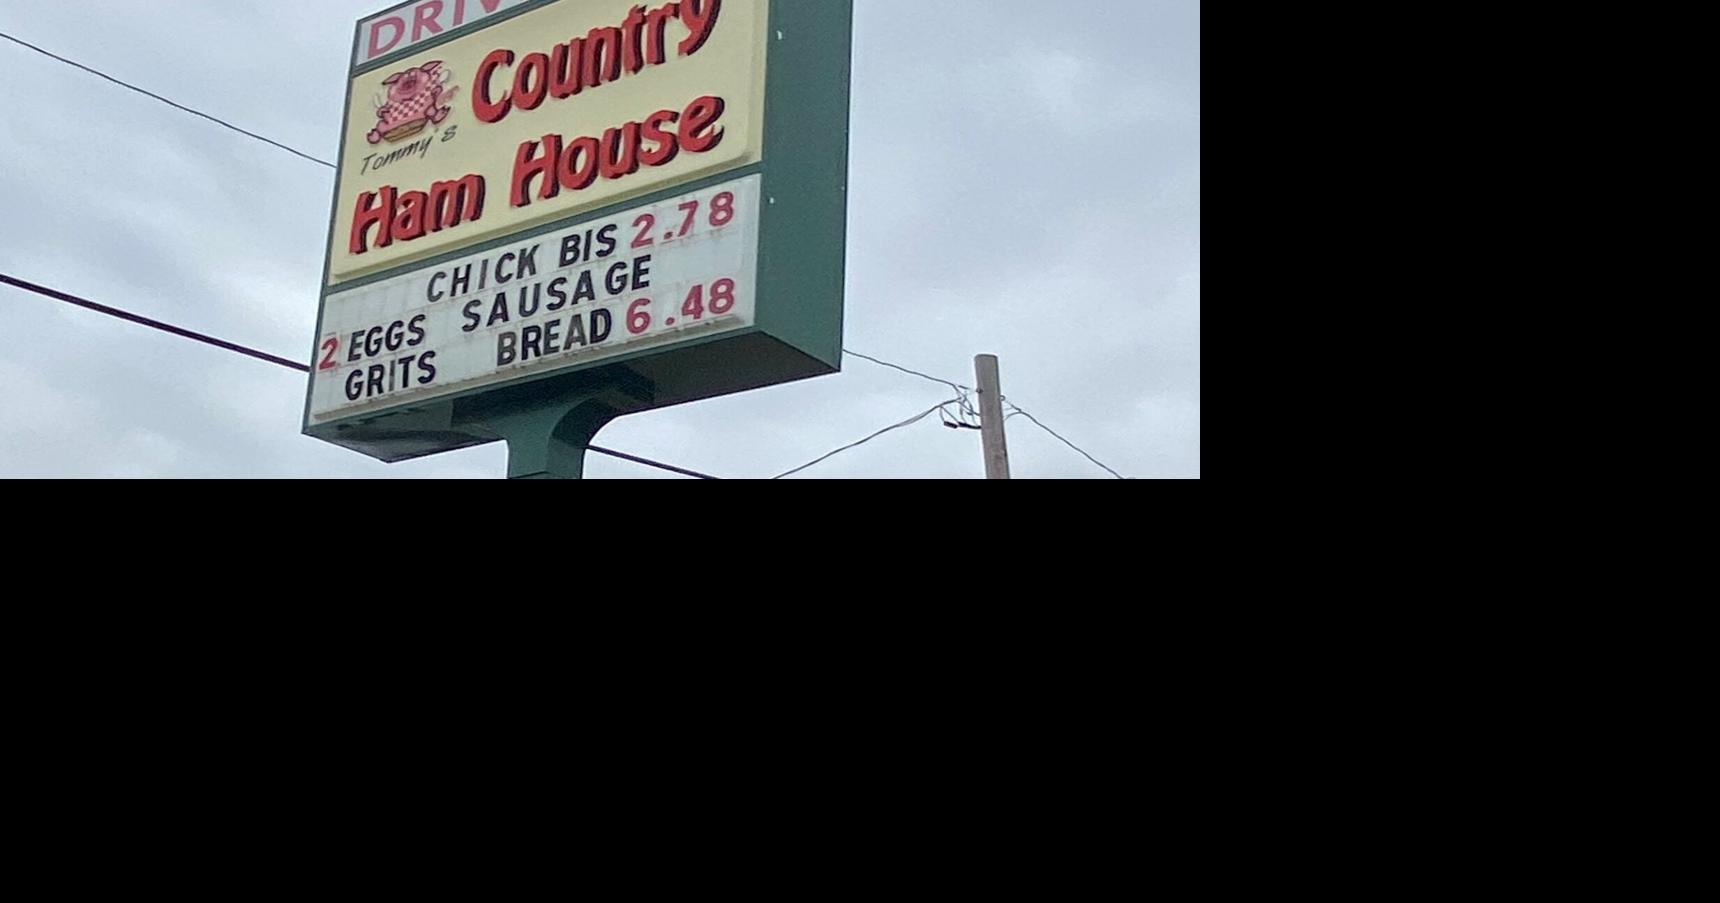 DRIV
Country
Tommy's
Ham House
CHICK BIS 2.78
2 EGGS SAUSAGE
GRITS BREAD 6.48